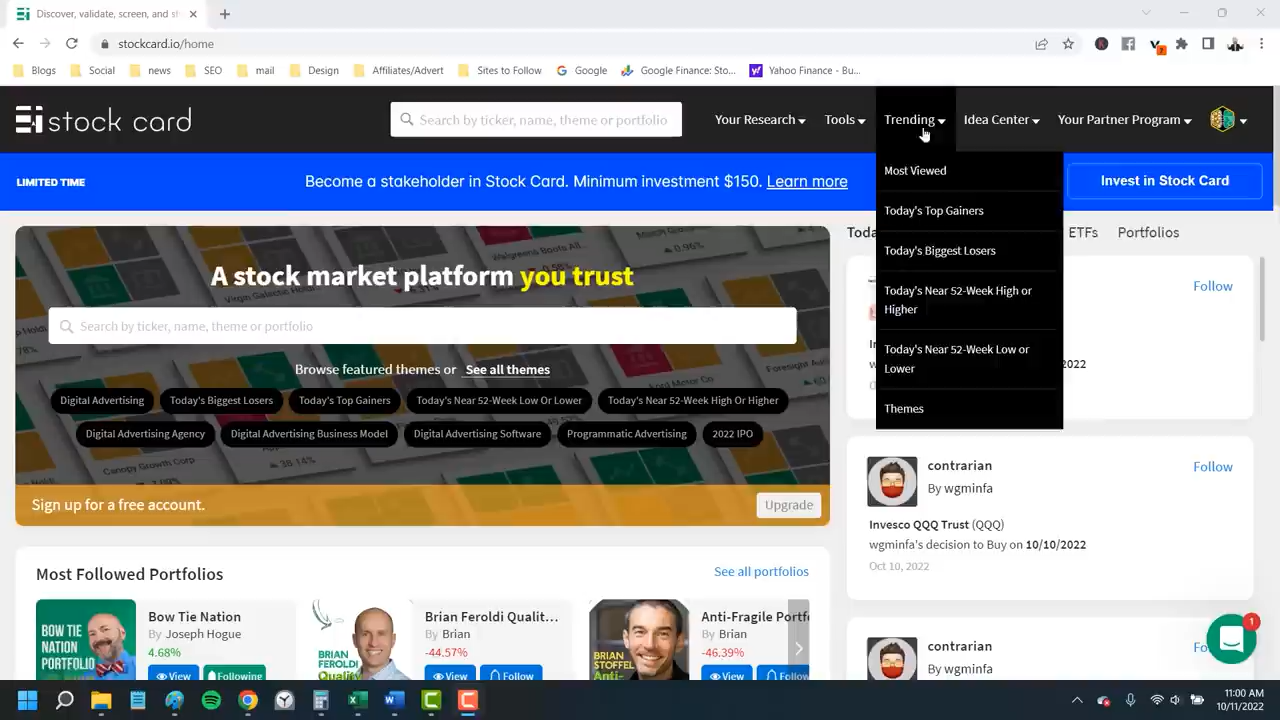 Discover, validate, screen, and st
stockcard.io/home
Blogs
Social
news
SEO
mail
Design
Affiliates/Advert
Sites to Follow
Google
Google Finance: Sto...
Yahoo Finance - Bu...
stock card
Search by ticker, name, theme or portfolio
Your Research
Tools
Trending
Idea Center
Your Partner Program
LIMITED TIME
Become a stakeholder in Stock Card. Minimum investment $150. Learn more
Invest in Stock Card
Most Viewed
Today's Top Gainers
Today's Biggest Losers
Today's Near 52-Week High or
Higher
Today's Near 52-Week Low or
Lower
Themes
A stock market platform you trust
Search by ticker, name, theme or portfolio
Browse featured themes or See all themes
Digital Advertising
Today's Biggest Losers
Today's Top Gainers
Today's Near 52-Week Low Or Lower
Today's Near 52-Week High Or Higher
Digital Advertising Agency
Digital Advertising Business Model
Digital Advertising Software
Programmatic Advertising
2022 IPO
Sign up for a free account.
Upgrade
Most Followed Portfolios
See all portfolios
BOW TIE
NATION
PORTFOLIO
Bow Tie Nation
By Joseph Hogue
4.68%
View
Following
BRIAN
FEROLDI
Quality
Brian Feroldi Qualit...
By Brian
-44.57%
View
Follow
BRIAN
STOFFEL
Anti-
Anti-Fragile Portf
By Brian
-46.39%
View
Follow
ETFs
Portfolios
Follow
2022
contrarian
By wgminfa
Follow
Invesco QQQ Trust (QQQ)
wgminfa's decision to Buy on 10/10/2022
Oct 10, 2022
contrarian
By wgminfa
1
11:00 AM
10/11/2022